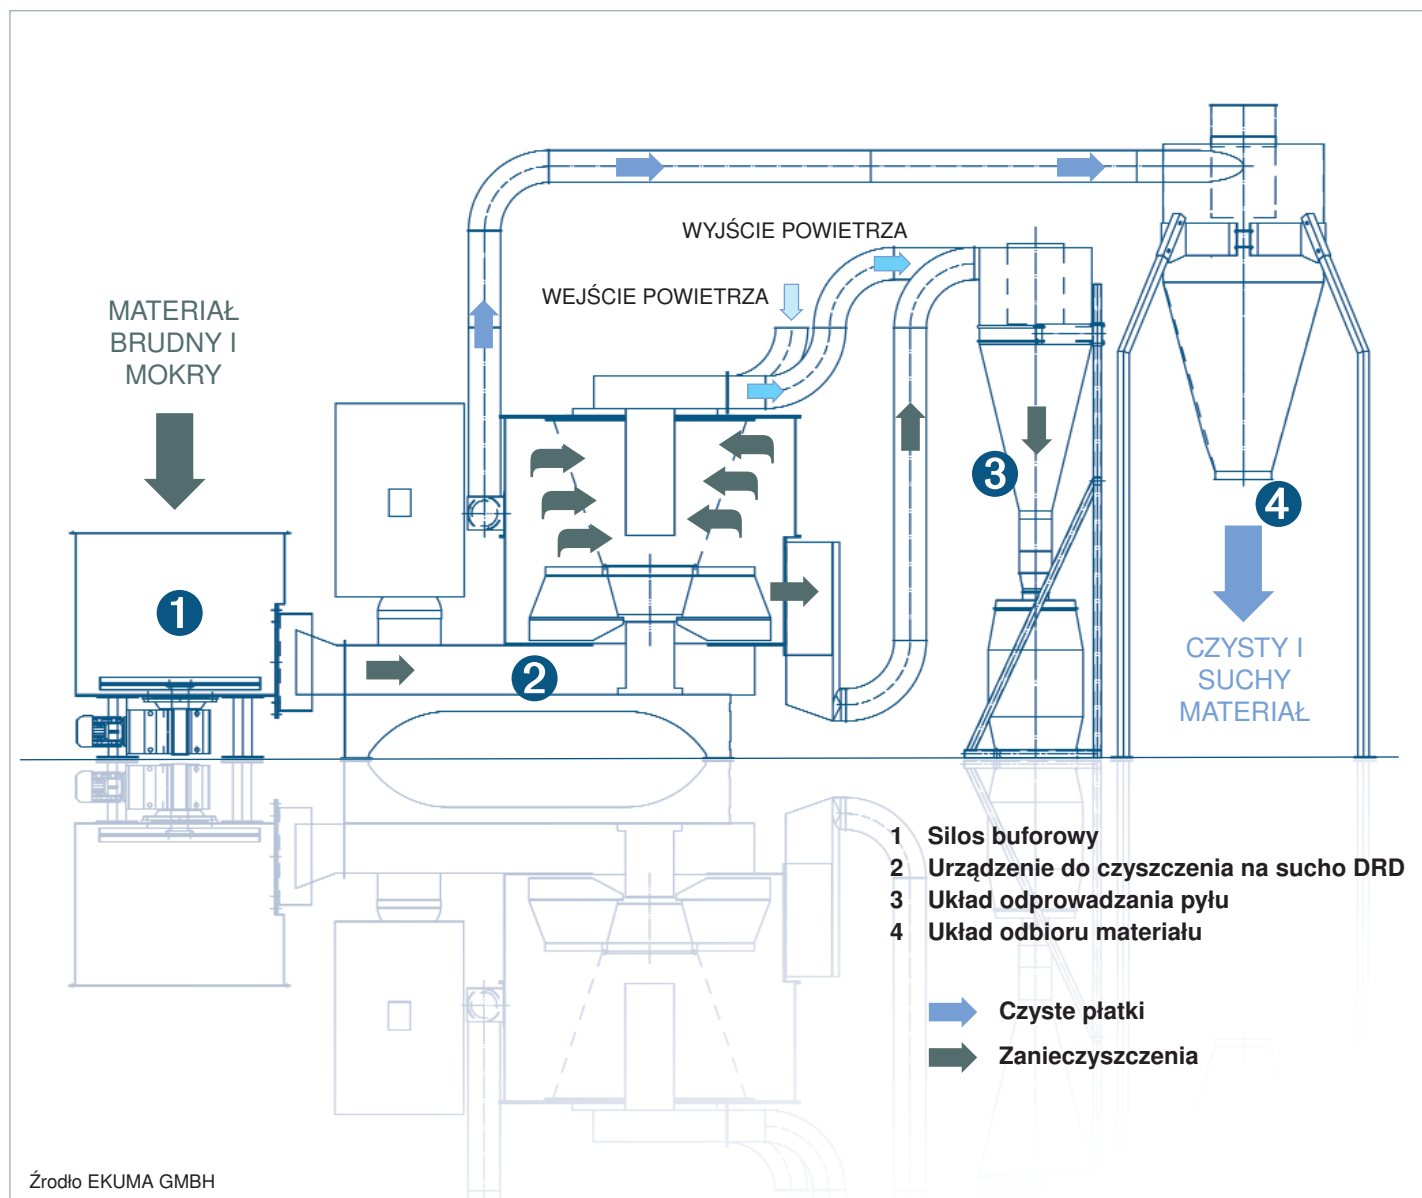 WYJŚCIE POWIETRZA
WEJŚCIE POWIETRZA
MATERIAŁ
BRUDNY I
MOKRY
1
2
3
4
CZYSTY I
SUCHY
MATERIAŁ
1 Silos buforowy
2 Urządzenie do czyszczenia na sucho DRD
3 Układ odprowadzania pyłu
4 Układ odbioru materiału
Czyste płatki
Zanieczyszczenia
Źrodło EKUMA GMBH